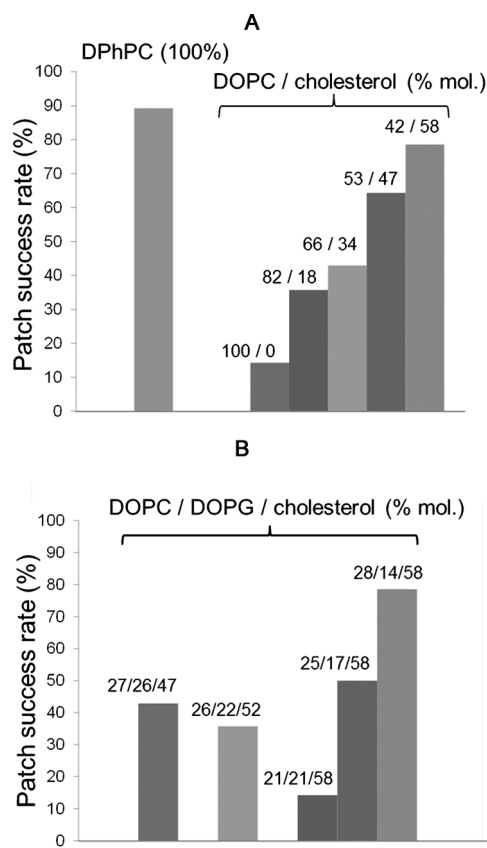 A
DPhPC (100%)
DOPC / cholesterol (% mol.)
Patch success rate (%)
100
90
80
70
60
50
40
30
20
10
0
100 / 0
82 / 18
66 / 34
53 / 47
42 / 58
B
DOPC / DOPG / cholesterol (% mol.)
Patch success rate (%)
100
90
80
70
60
50
40
30
20
10
0
27/26/47
26/22/52
21/21/58
25/17/58
28/14/58